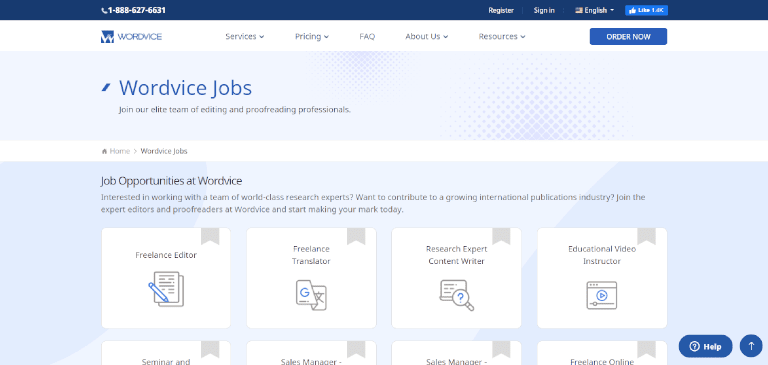 1-888-627-6631
Register
Sign in
English
Like 1.4K
WORDVICE
Services
Pricing
FAQ
About Us
Resources
ORDER NOW
Wordvice Jobs
Join our elite team of editing and proofreading professionals.
Home > Wordvice Jobs
Job Opportunities at Wordvice
Interested in working with a team of world-class research experts? Want to contribute to a growing international publications industry? Join the
expert editors and proofreaders at Wordvice and start making your mark today.
Freelance Editor
Freelance
Translator
Research Expert
Content Writer
Educational Video
Instructor
G
?
Seminar and
Sales Manager -
Sales Manager -
Freelance Online
Help